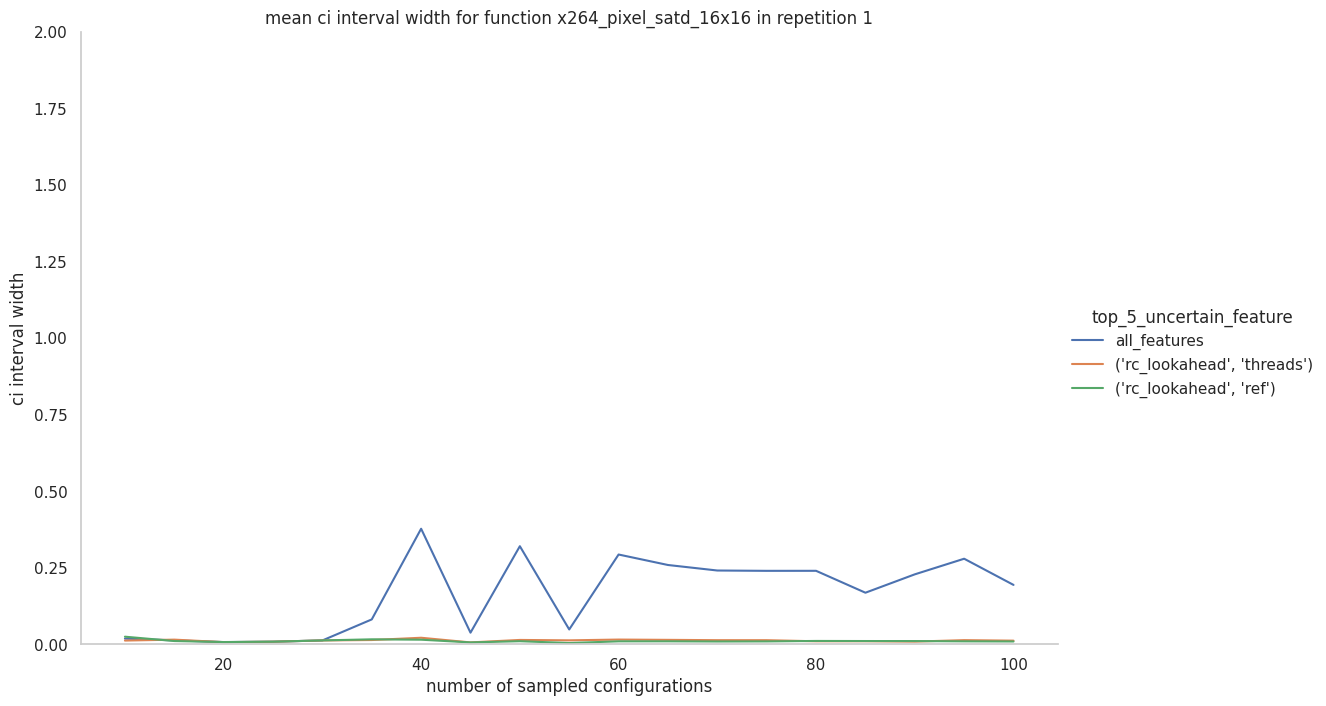 mean ci interval width for function x264_pixel_satd_16x16 in repetition 1
2.00
1.75
1.50
1.25
1.00
0.75
0.50
0.25
0.00
ci interval width
20
40
60
80
100
number of sampled configurations
top_5_uncertain_feature
all_features
('rc_lookahead', 'threads')
('rc_lookahead', 'ref')